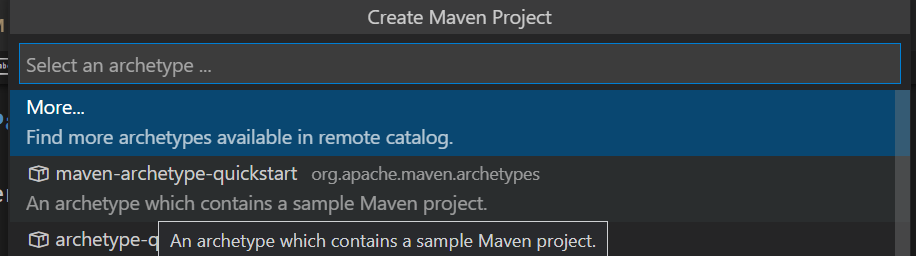 Create Maven Project
Select an archetype ...
More...
Find more archetypes available in remote catalog.
maven-archetype-quickstart org.apache.maven.archetypes
An archetype which contains a sample Maven project.
archetype-q
An archetype which contains a sample Maven project.